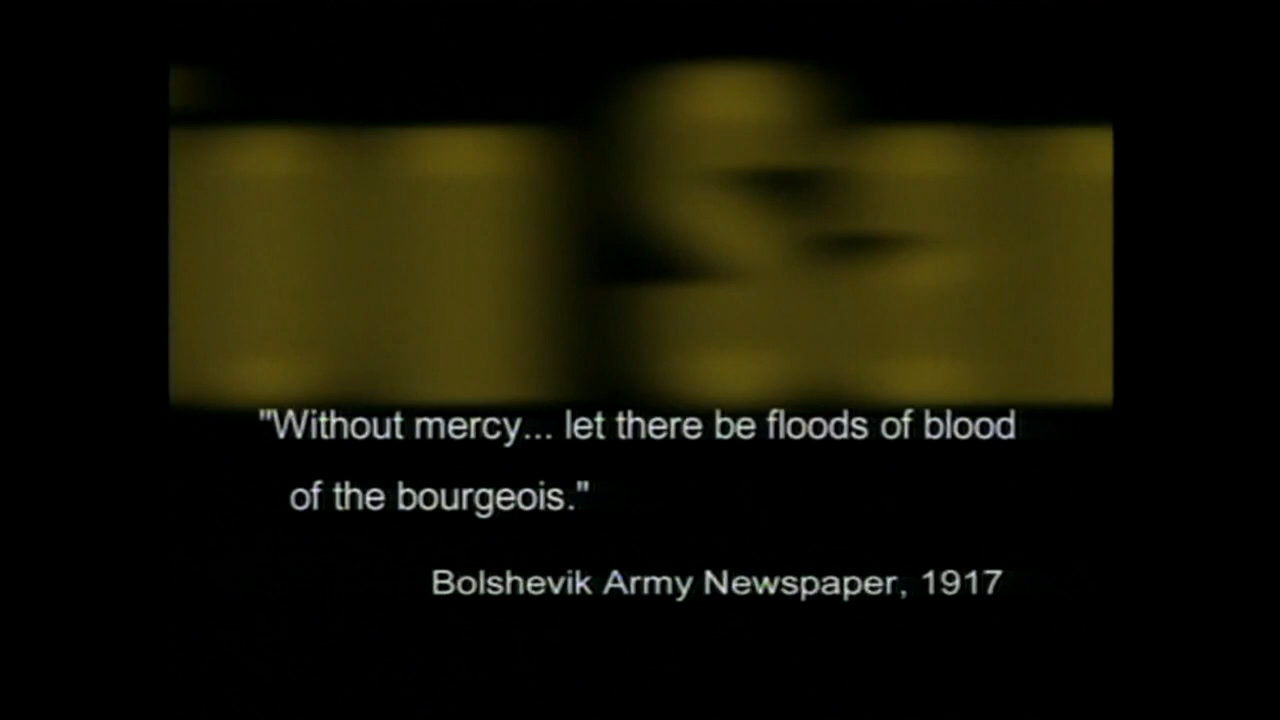 "Without mercy... let there be floods of blood
of the bourgeois."
Bolshevik Army Newspaper, 1917